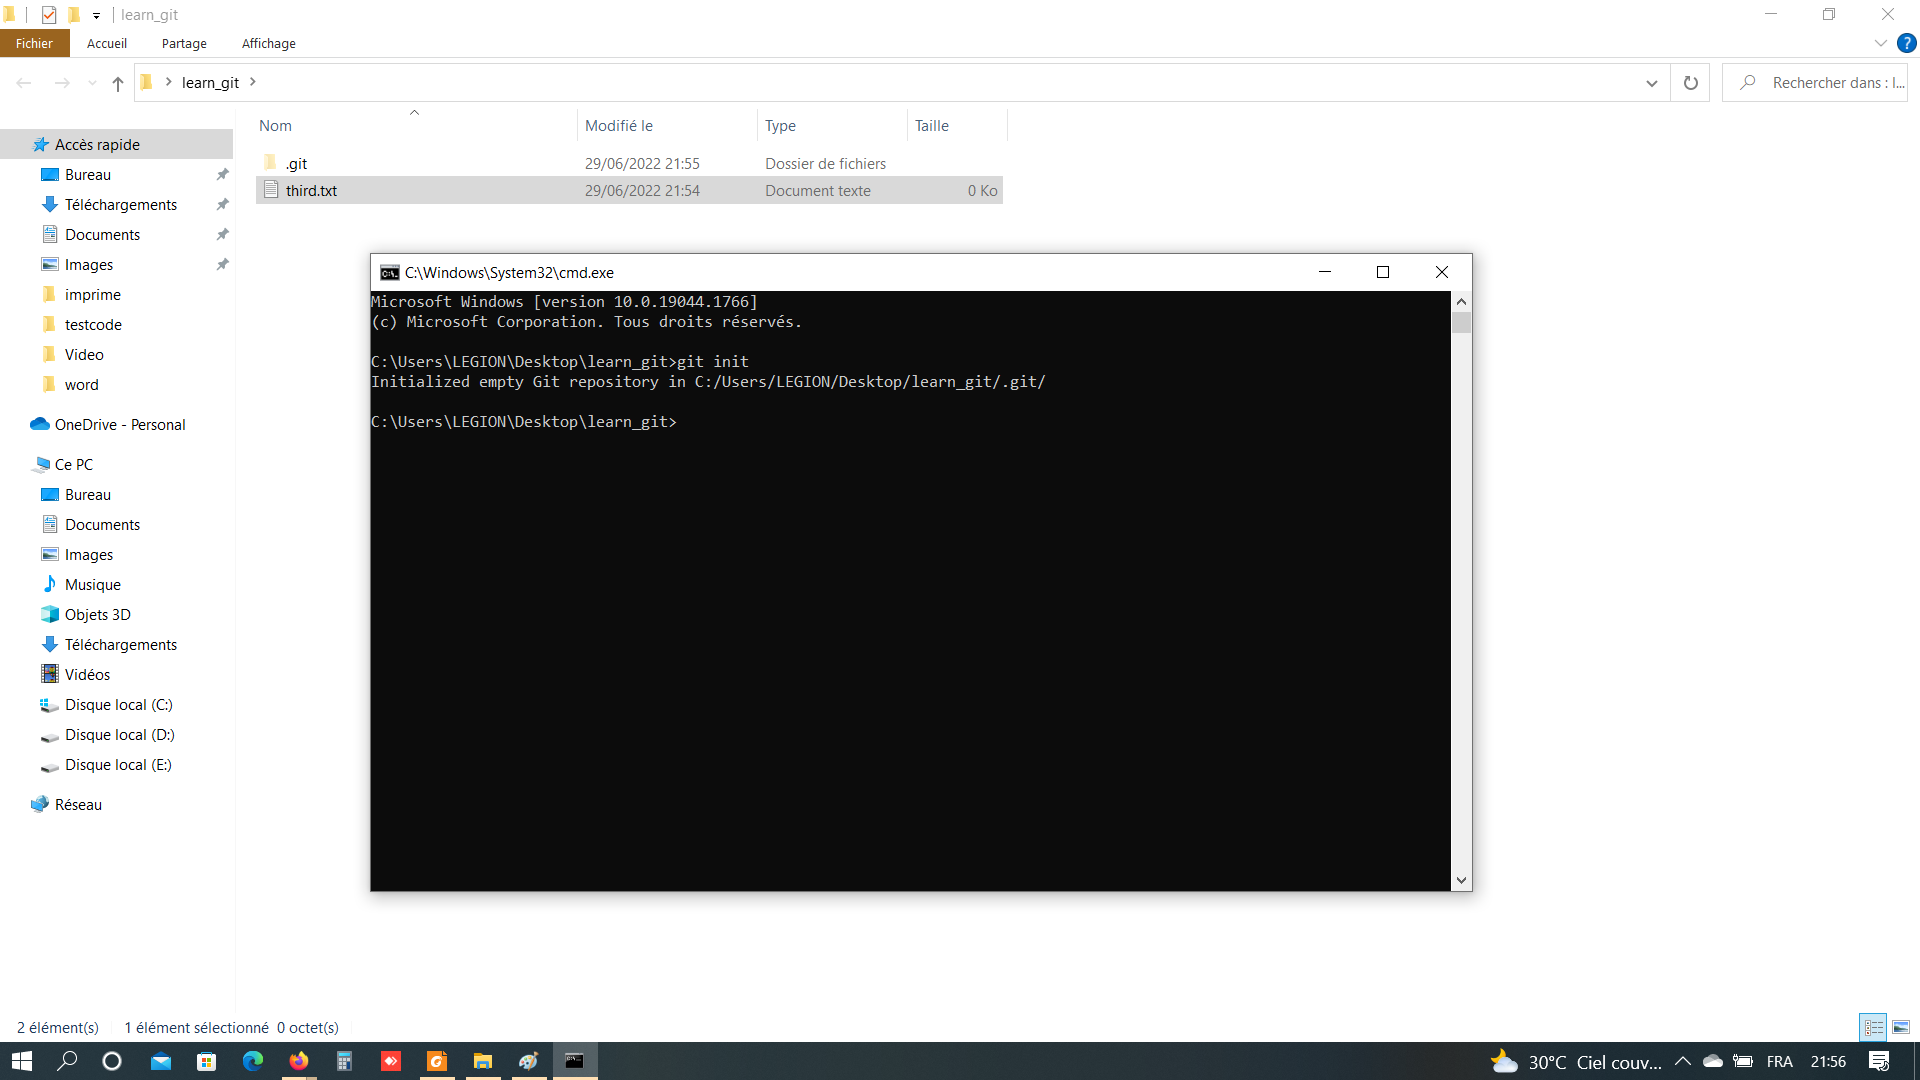 learn_git
Fichier Accueil Partage Affichage
learn_git
Rechercher dans : l...
Nom Modifié le Type Taille
.git 29/06/2022 21:55 Dossier de fichiers
third.txt 29/06/2022 21:54 Document texte 0 Ko
Accès rapide
Bureau
Téléchargements
Documents
Images
imprime
testcode
Video
word
OneDrive - Personal
Ce PC
Bureau
Documents
Images
Musique
Objets 3D
Téléchargements
Vidéos
Disque local (C:)
Disque local (D:)
Disque local (E:)
Réseau
C:\Windows\System32\cmd.exe
Microsoft Windows [version 10.0.19044.1766]
(c) Microsoft Corporation. Tous droits réservés.
C:\Users\LEGION\Desktop\learn_git>git init
Initialized empty Git repository in C:/Users/LEGION/Desktop/learn_git/.git/
C:\Users\LEGION\Desktop\learn_git>
2 élément(s) 1 élément sélectionné 0 octet(s)
30°C Ciel couv... FRA 21:56